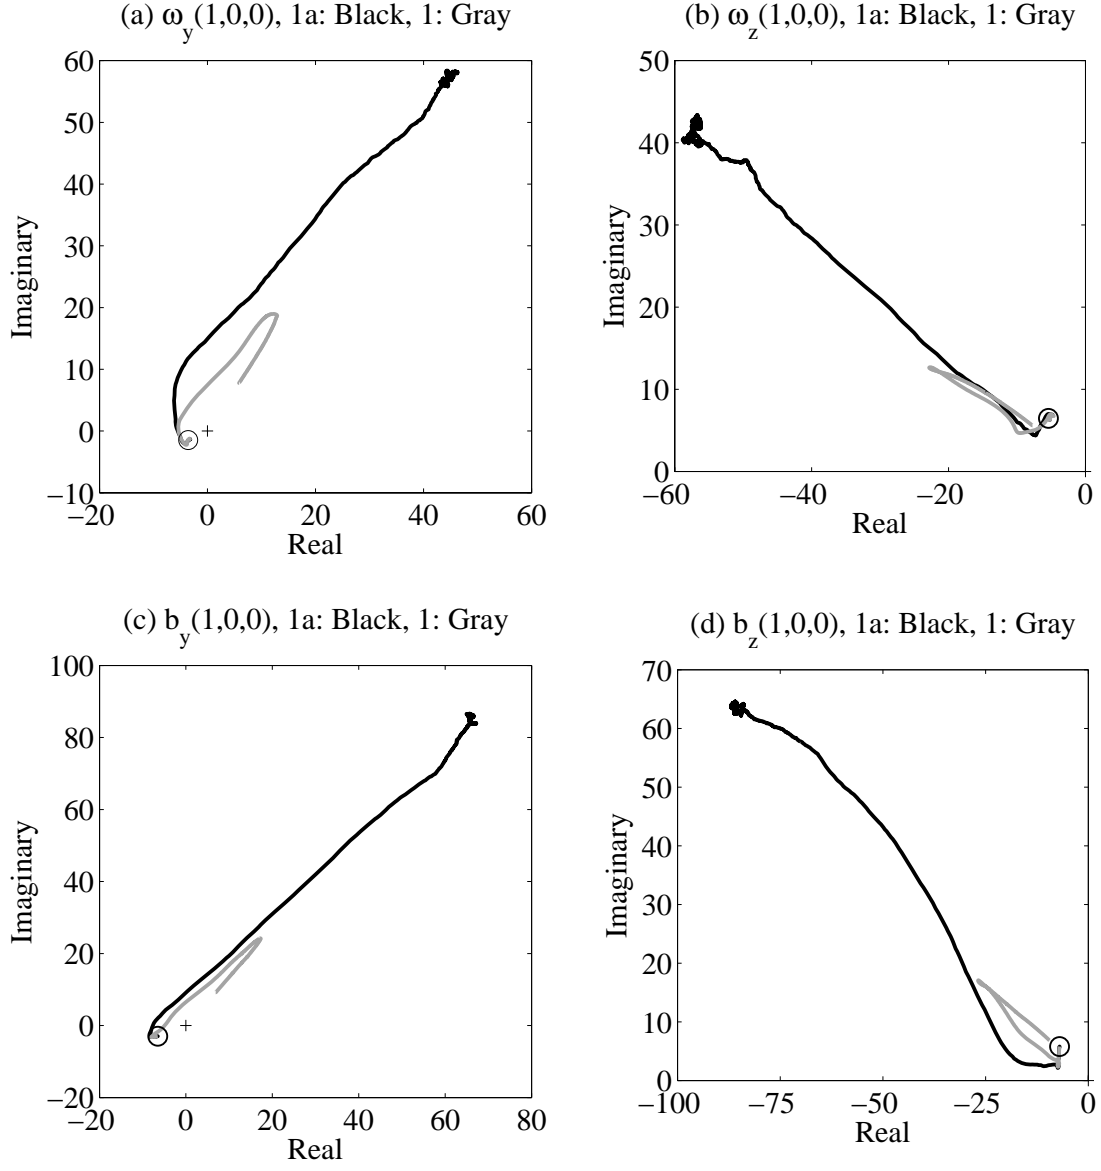 (a) ω_y(1,0,0), 1a: Black, 1: Gray
60
50
40
30
20
10
0
−10
−20 0 20 40 60
Imaginary
Real
(b) ω_z(1,0,0), 1a: Black, 1: Gray
50
40
30
20
10
0
−60 −40 −20 0
Imaginary
Real
(c) b_y(1,0,0), 1a: Black, 1: Gray
100
80
60
40
20
0
−20
−20 0 20 40 60 80
Imaginary
Real
(d) b_z(1,0,0), 1a: Black, 1: Gray
70
60
50
40
30
20
10
0
−100 −75 −50 −25 0
Imaginary
Real